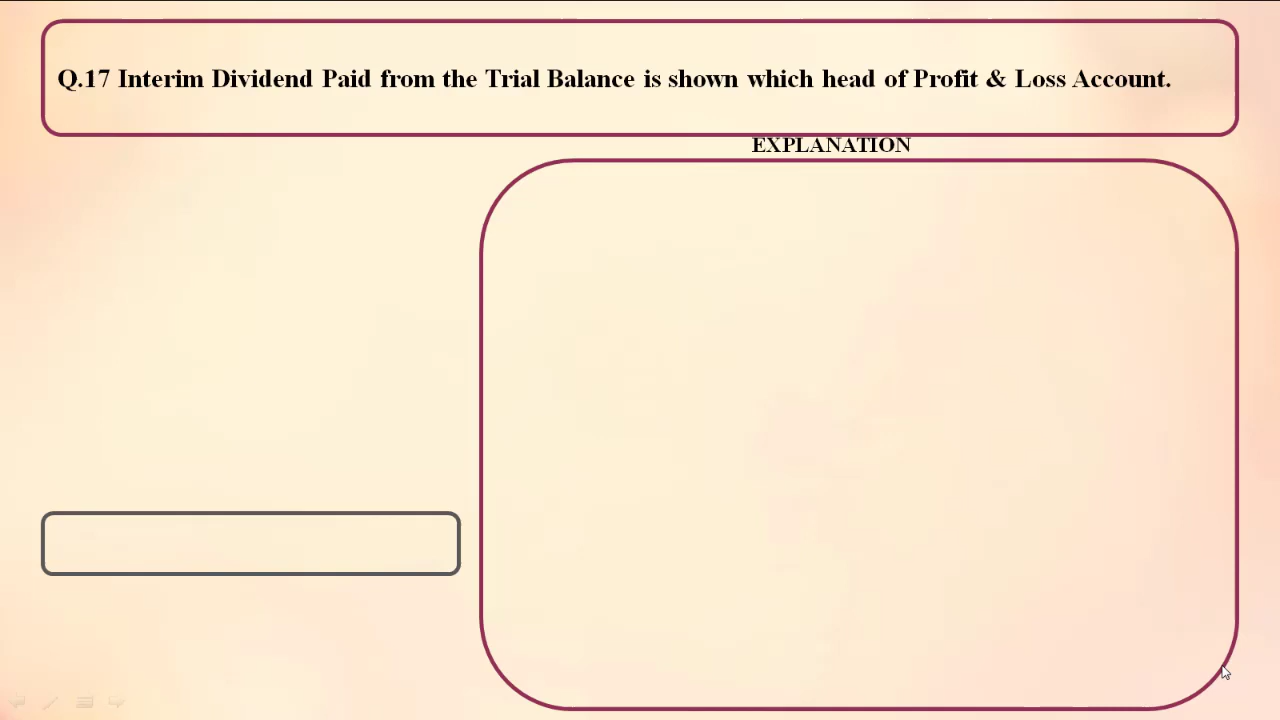 Q.17 Interim Dividend Paid from the Trial Balance is shown which head of Profit & Loss Account.
EXPLANATION